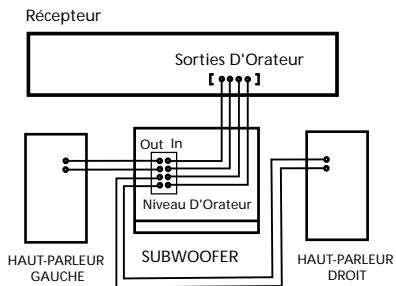 Récepteur
Sorties D'Orateur
Out In
Niveau D'Orateur
SUBWOOFER
HAUT-PARLEUR
GAUCHE
HAUT-PARLEUR
DROIT